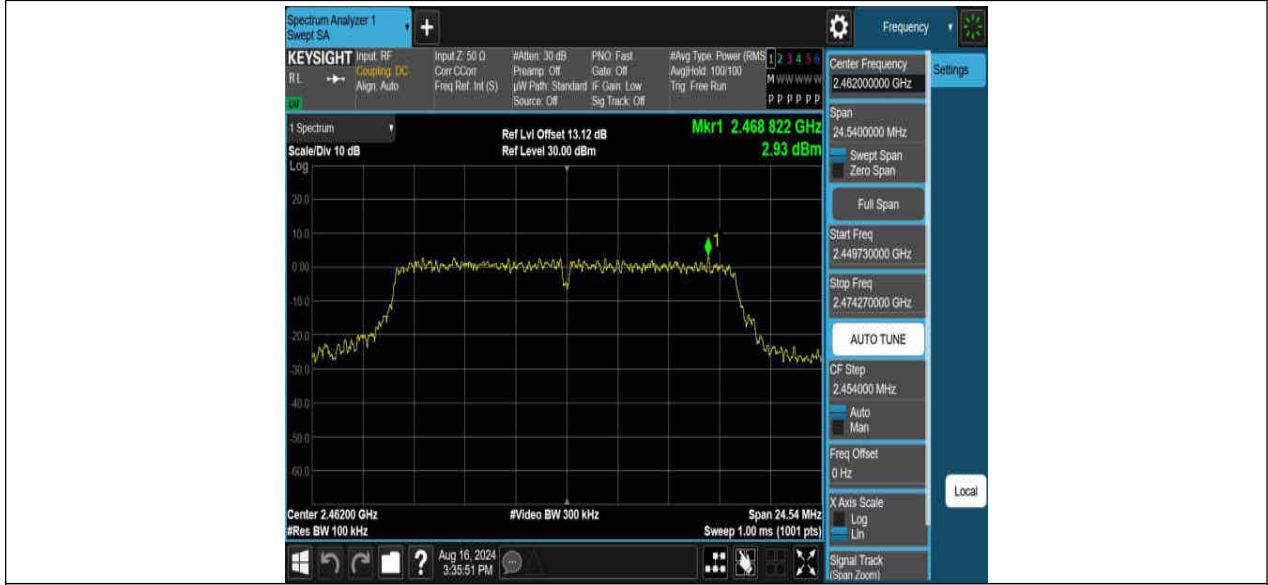 Spectrum Analyzer 1
Swept SA
+
Frequency
KEYSIGHT
RL
LW
Input: RF
Coupling: DC
Align: Auto
Input Z: 50 Ω
Corr CCorr
Freq Ref: Int (S)
#Atten: 30 dB
Preamp: Off
µW Path: Standard
Source: Off
PNO: Fast
Gate: Off
IF Gain: Low
Sig Track: Off
#Avg Type: Power (RMS
Avg|Hold: 100/100
Trig: Free Run
1 2 3 4 5 6
M W W W W W
P P P P P P
1 Spectrum
Scale/Div 10 dB
Log
Ref Lvl Offset 13.12 dB
Ref Level 30.00 dBm
Mkr1 2.468 822 GHz
2.93 dBm
1
20.0
10.0
0.00
-10.0
-20.0
-30.0
-40.0
-50.0
-60.0
Center 2.46200 GHz
#Res BW 100 kHz
#Video BW 300 kHz
Span 24.54 MHz
Sweep 1.00 ms (1001 pts)
Aug 16, 2024
3:35:51 PM
?
Center Frequency
2.462000000 GHz
Span
24.5400000 MHz
Swept Span
Zero Span
Full Span
Start Freq
2.449730000 GHz
Stop Freq
2.474270000 GHz
AUTO TUNE
CF Step
2.454000 MHz
Auto
Man
Freq Offset
0 Hz
X Axis Scale
Log
Lin
Signal Track
(Span Zoom)
Settings
Local